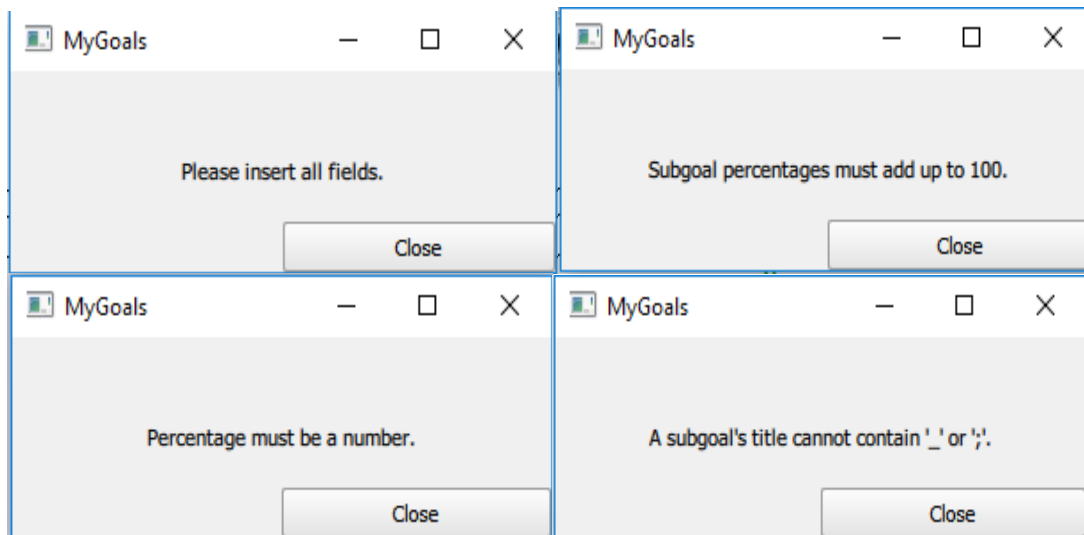 MyGoals
Please insert all fields.
Close
MyGoals
Subgoal percentages must add up to 100.
Close
MyGoals
Percentage must be a number.
Close
MyGoals
A subgoal's title cannot contain '_' or ';'.
Close